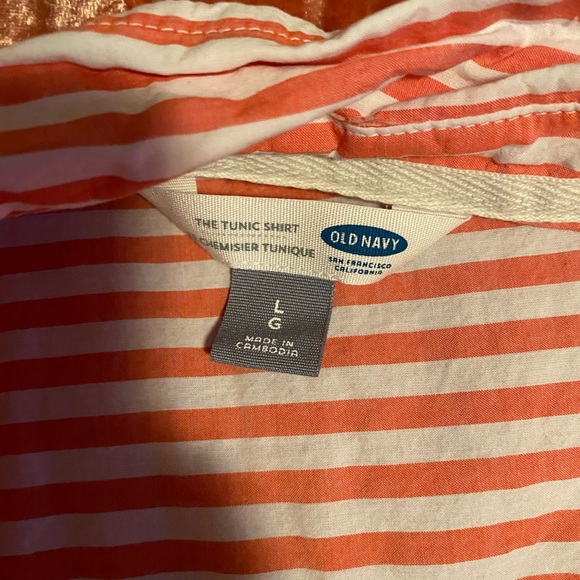 THE TUNIC SHIRT
CHEMISIER TUNIQUE
OLD NAVY
SAN FRANCISCO
CALIFORNIA
L
G
MADE IN
CAMBODIA